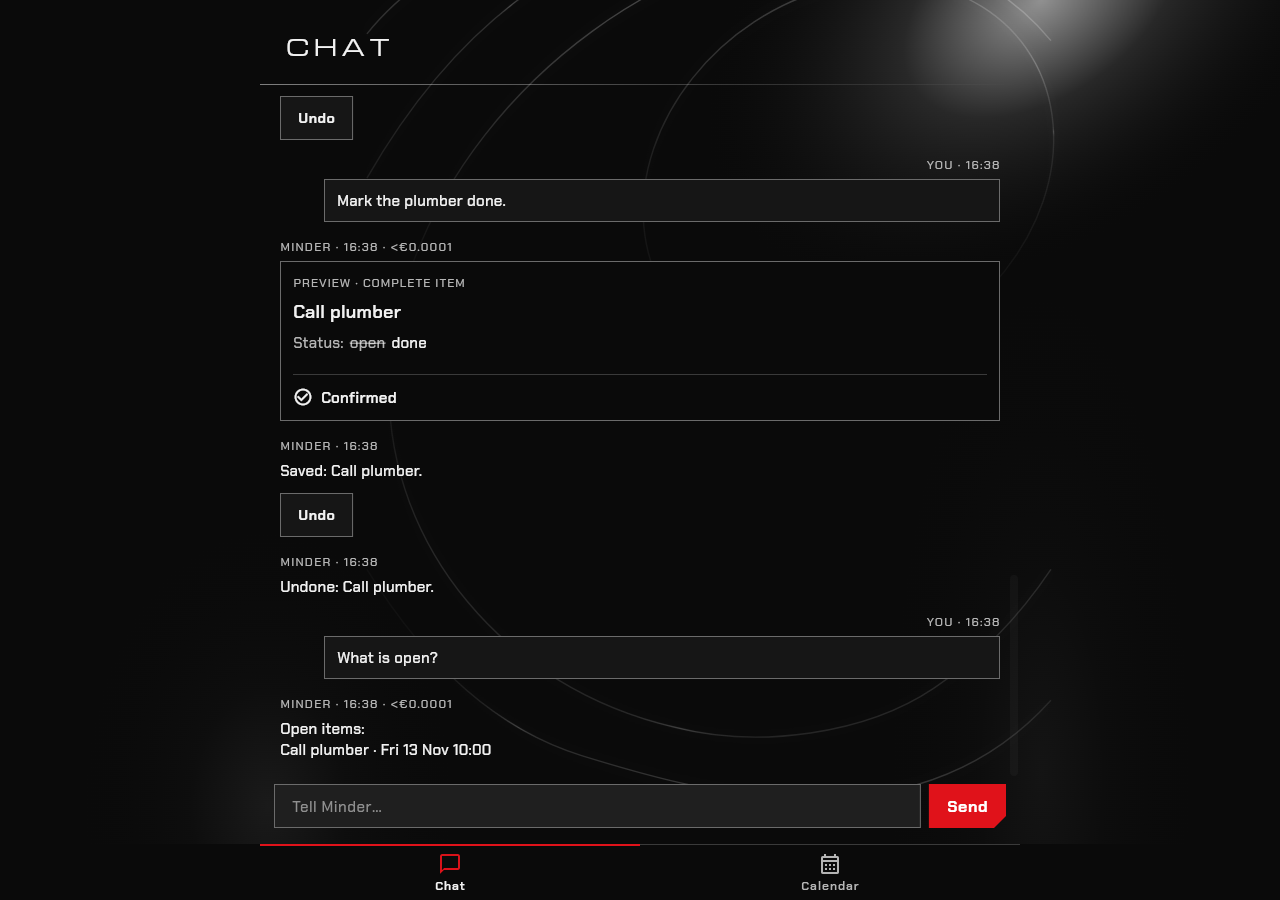 CHAT
Undo
YOU · 16:38
Mark the plumber done.
MINDER · 16:38 · <€0.0001
PREVIEW · COMPLETE ITEM
Call plumber
Status: open done
Confirmed
MINDER · 16:38
Saved: Call plumber.
Undo
MINDER · 16:38
Undone: Call plumber.
YOU · 16:38
What is open?
MINDER · 16:38 · <€0.0001
Open items:
Call plumber · Fri 13 Nov 10:00
Tell Minder…
Send
Chat
Calendar